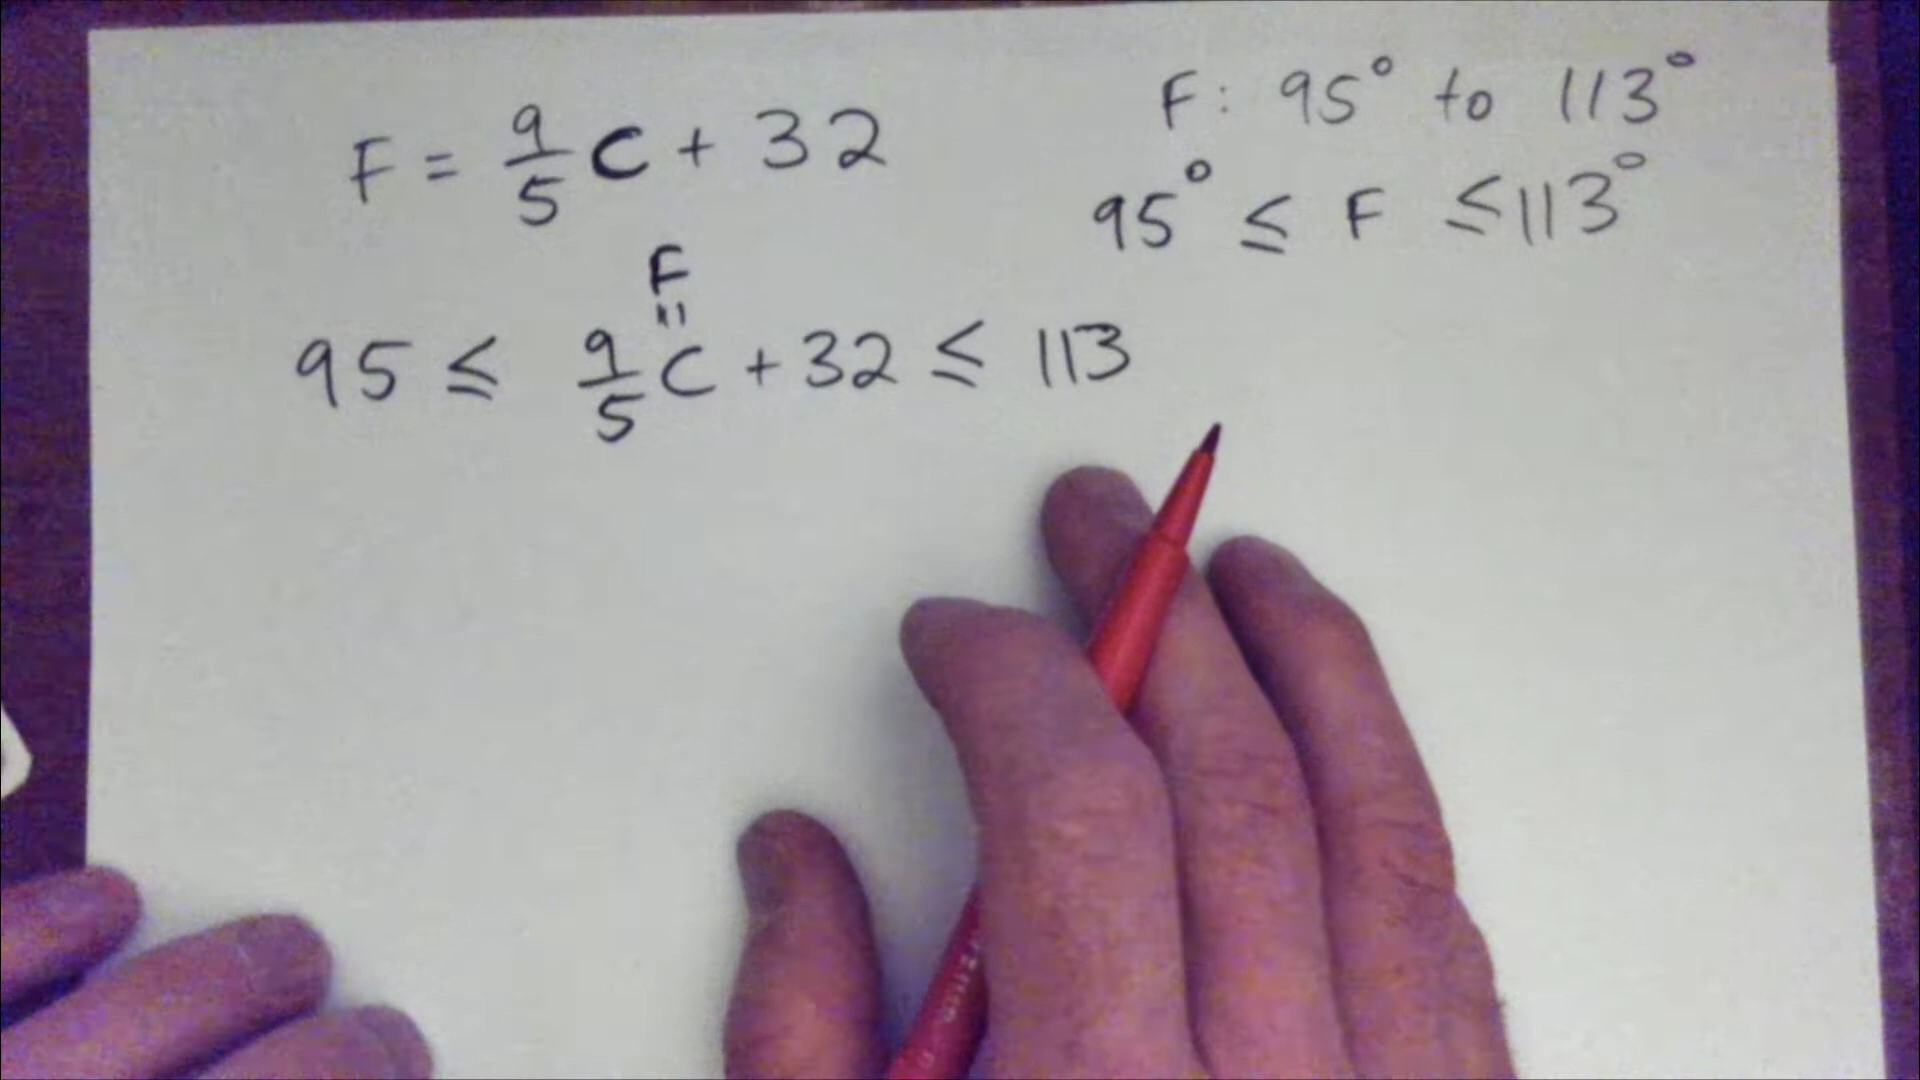 F = 9/5 C + 32
F: 95° to 113°
95° ≤ F ≤ 113°
F
"
95 ≤ 9/5 C + 32 ≤ 113